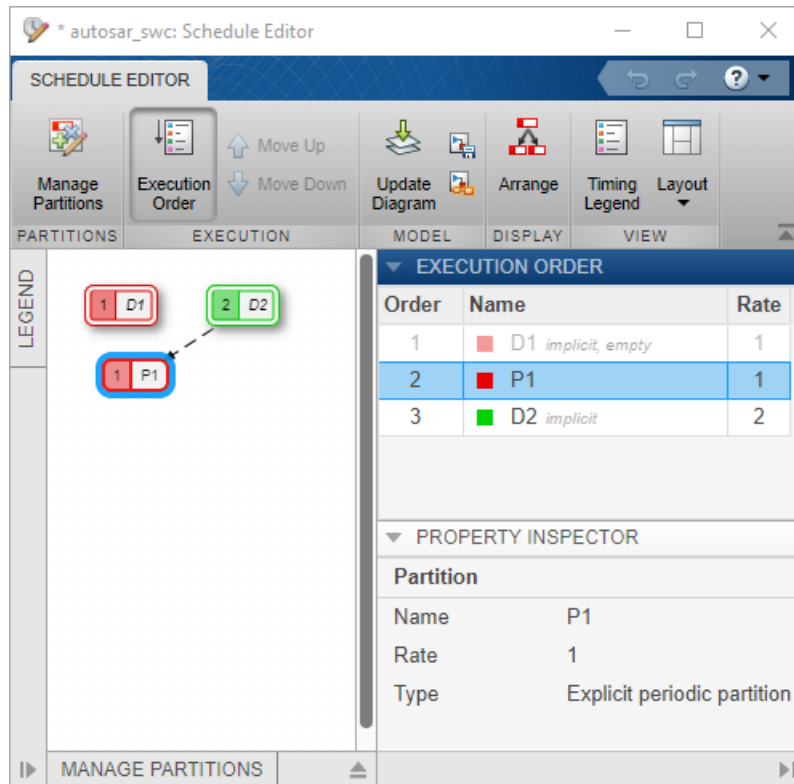 * autosar_swc: Schedule Editor
SCHEDULE EDITOR
?
Manage Partitions
Execution Order
Move Up
Move Down
Update Diagram
Arrange
Timing Legend
Layout
PARTITIONS EXECUTION MODEL DISPLAY VIEW
LEGEND
1 D1
2 D2
1 P1
EXECUTION ORDER
Order Name Rate
1 D1 implicit, empty 1
2 P1 1
3 D2 implicit 2
PROPERTY INSPECTOR
Partition
Name P1
Rate 1
Type Explicit periodic partition
MANAGE PARTITIONS